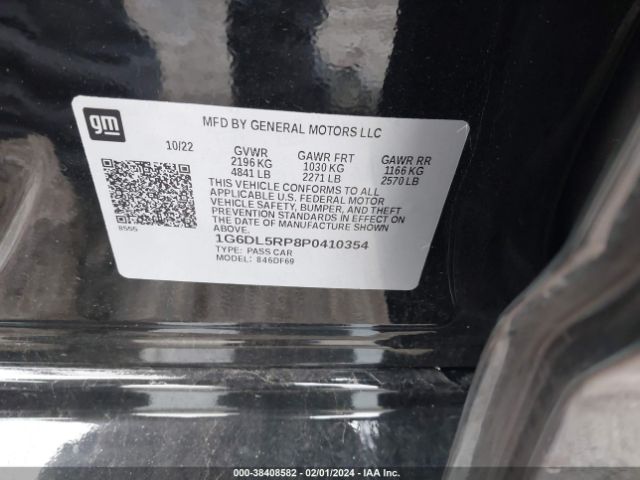 gm
MFD BY GENERAL MOTORS LLC
10/22
GVWR
2196 KG
4841 LB
GAWR FRT
1030 KG
2271 LB
GAWR RR
1166 KG
2570 LB
THIS VEHICLE CONFORMS TO ALL
APPLICABLE U.S. FEDERAL MOTOR
VEHICLE SAFETY, BUMPER, AND THEFT
PREVENTION STANDARDS IN EFFECT ON
THE DATE OF MANUFACTURE SHOWN
ABOVE.
8555
1G6DL5RP8P0410354
TYPE: PASS CAR
MODEL: 846DF69
000-38408582 / 02/01/2024 - IAA Inc.